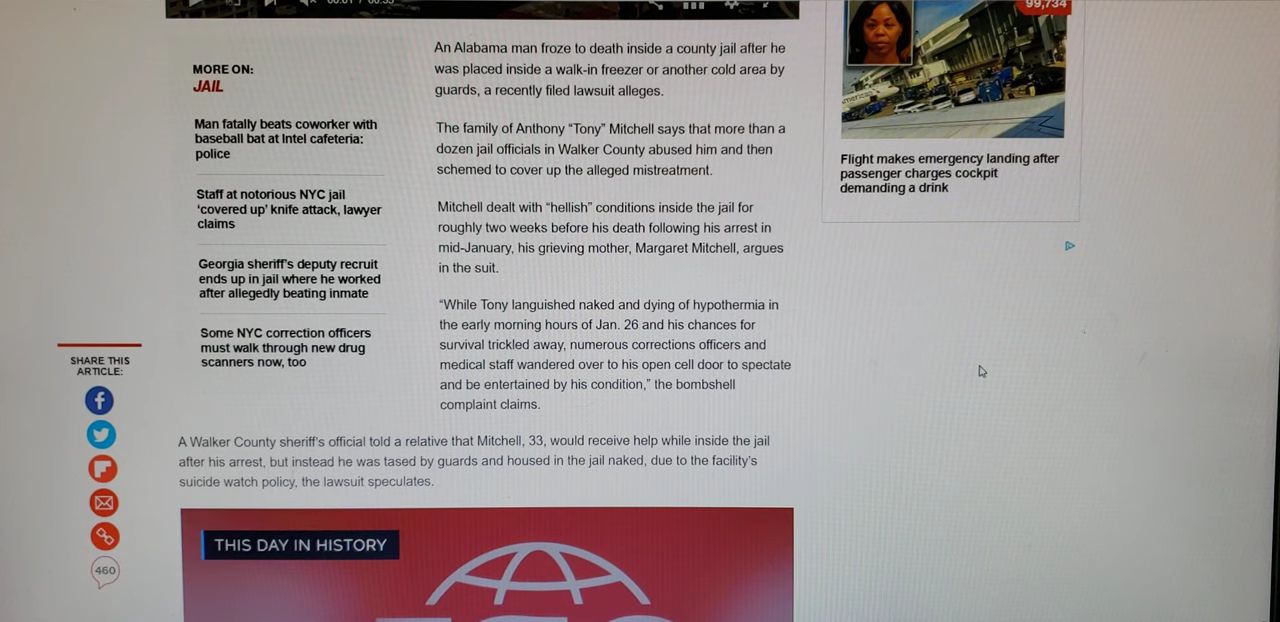 99,734
An Alabama man froze to death inside a county jail after he
was placed inside a walk-in freezer or another cold area by
guards, a recently filed lawsuit alleges.
The family of Anthony “Tony” Mitchell says that more than a
dozen jail officials in Walker County abused him and then
schemed to cover up the alleged mistreatment.
Mitchell dealt with “hellish” conditions inside the jail for
roughly two weeks before his death following his arrest in
mid-January, his grieving mother, Margaret Mitchell, argues
in the suit.
“While Tony languished naked and dying of hypothermia in
the early morning hours of Jan. 26 and his chances for
survival trickled away, numerous corrections officers and
medical staff wandered over to his open cell door to spectate
and be entertained by his condition,” the bombshell
complaint claims.
MORE ON:
JAIL
Man fatally beats coworker with
baseball bat at Intel cafeteria:
police
Staff at notorious NYC jail
‘covered up’ knife attack, lawyer
claims
Georgia sheriff’s deputy recruit
ends up in jail where he worked
after allegedly beating inmate
Some NYC correction officers
must walk through new drug
scanners now, too
A Walker County sheriff’s official told a relative that Mitchell, 33, would receive help while inside the jail
after his arrest, but instead he was tased by guards and housed in the jail naked, due to the facility’s
suicide watch policy, the lawsuit speculates.
SHARE THIS
ARTICLE:
460
THIS DAY IN HISTORY
American
Flight makes emergency landing after
passenger charges cockpit
demanding a drink